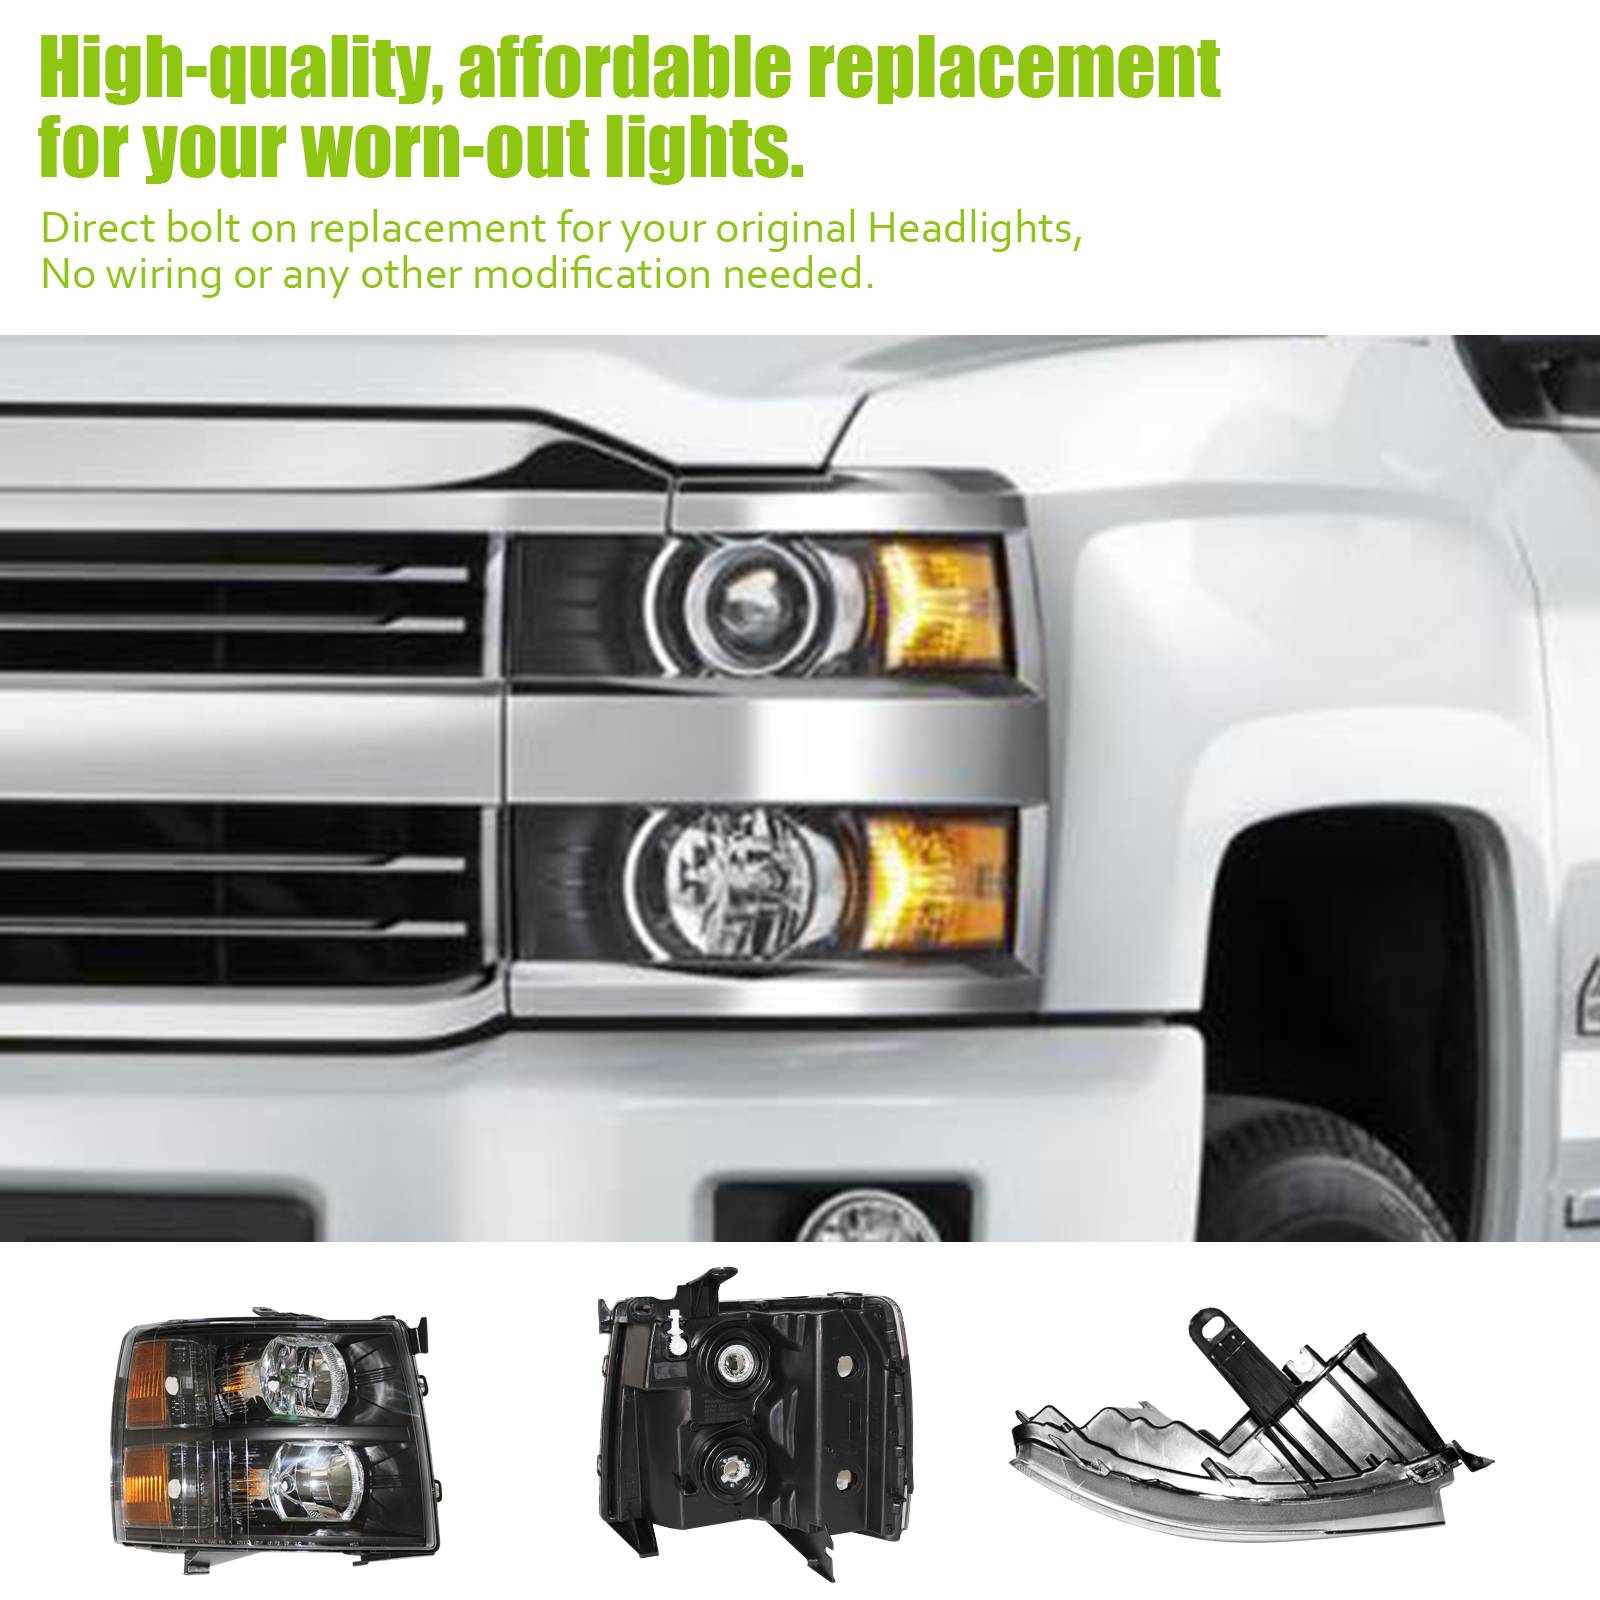 High-quality, affordable replacement
for your worn-out lights.
Direct bolt on replacement for your original Headlights,
No wiring or any other modification needed.